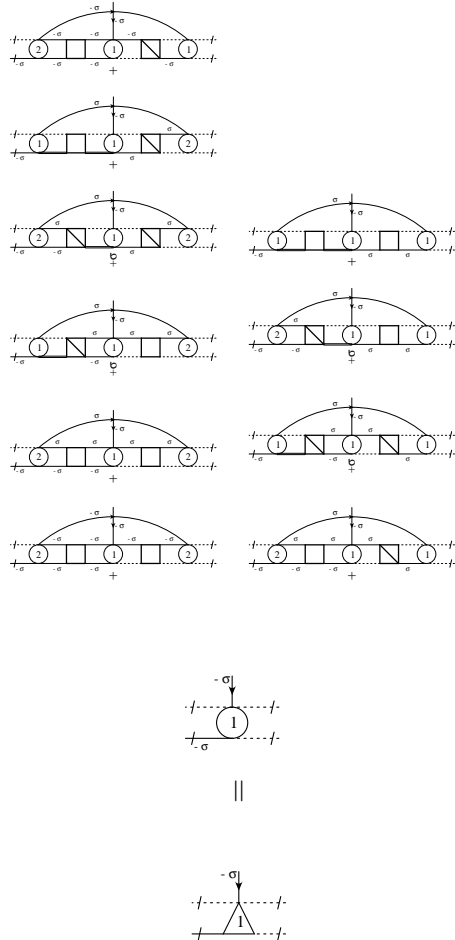 - σ
- σ
- σ - σ - σ - σ
2 1 1
- σ - σ - σ
+
σ
- σ
σ
1 1 2
- σ
+
σ
- σ
σ σ
2 1 2
- σ - σ
σ
+
σ
- σ
σ σ σ
1 1 2
- σ
σ
+
σ
- σ
σ σ σ σ
2 1 2
- σ - σ - σ
+
- σ
- σ
- σ - σ - σ - σ
2 1 2
- σ - σ - σ
σ
- σ
1 1 1
- σ σ σ
+
σ
- σ
σ
2 1 1
- σ - σ σ σ
σ
+
σ
- σ
σ σ
1 1 1
- σ - σ σ
σ
+
σ
- σ
σ σ σ
2 1 1
- σ - σ - σ σ
+
- σ
1
- σ
||
- σ
1